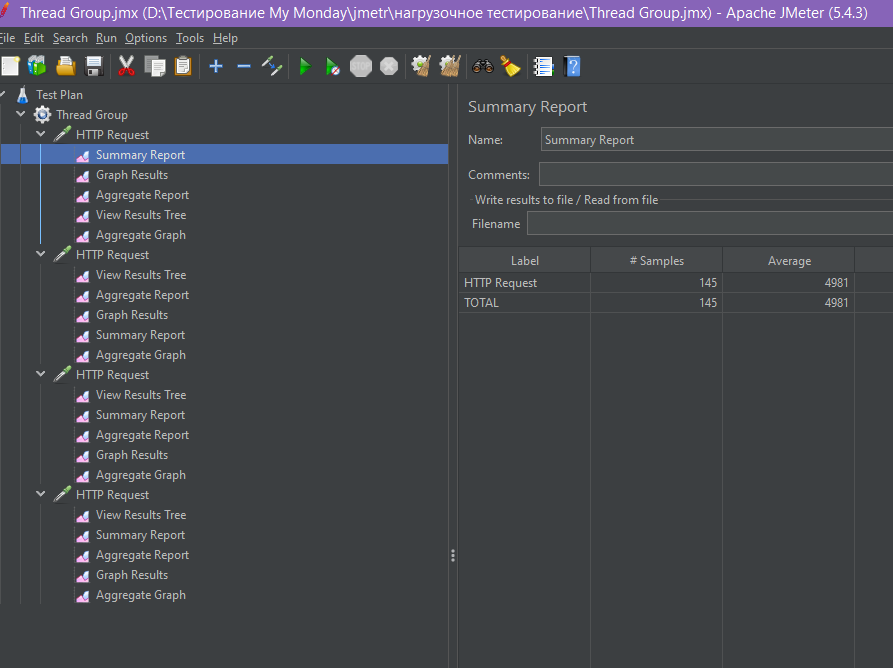 Thread Group.jmx (D:\Тестирование My Monday\jmetr\нагрузочное тестирование\Thread Group.jmx) - Apache JMeter (5.4.3)
File Edit Search Run Options Tools Help
STOP
?
Test Plan
Thread Group
HTTP Request
Summary Report
Graph Results
Aggregate Report
View Results Tree
Aggregate Graph
HTTP Request
View Results Tree
Aggregate Report
Graph Results
Summary Report
Aggregate Graph
HTTP Request
View Results Tree
Summary Report
Aggregate Report
Graph Results
Aggregate Graph
HTTP Request
View Results Tree
Summary Report
Aggregate Report
Graph Results
Aggregate Graph
Summary Report
Name: Summary Report
Comments:
Write results to file / Read from file
Filename
Label # Samples Average
HTTP Request 145 4981
TOTAL 145 4981